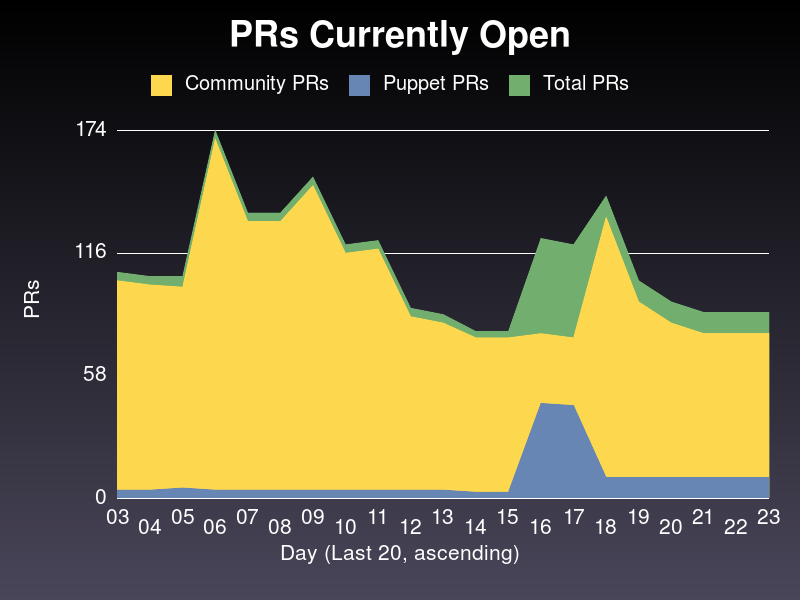 PRs Currently Open
Community PRs Puppet PRs Total PRs
174
116
58
0
PRs
03 04 05 06 07 08 09 10 11 12 13 14 15 16 17 18 19 20 21 22 23
Day (Last 20, ascending)